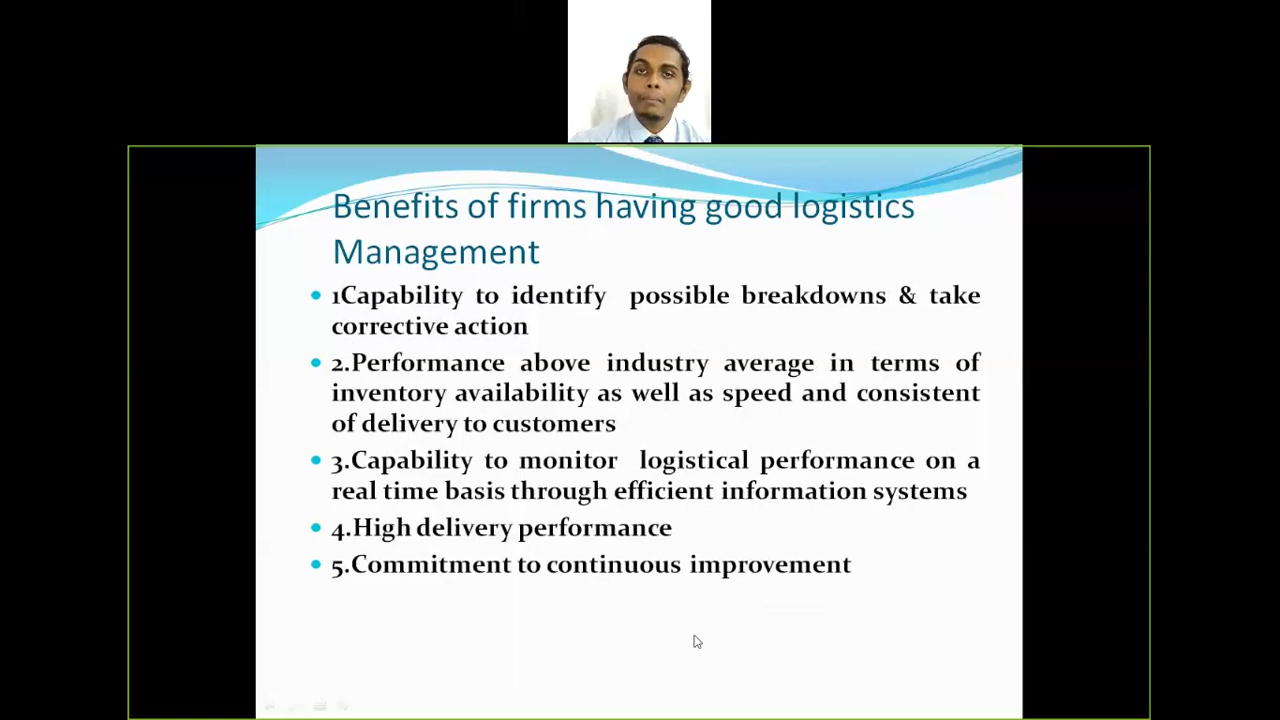 Benefits of firms having good logistics
Management
1Capability to identify possible breakdowns & take
corrective action
2.Performance above industry average in terms of
inventory availability as well as speed and consistent
of delivery to customers
3.Capability to monitor logistical performance on a
real time basis through efficient information systems
4.High delivery performance
5.Commitment to continuous improvement